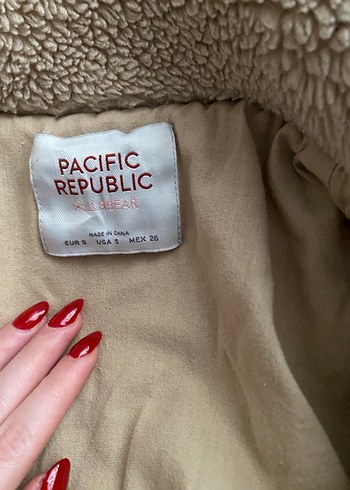 PACIFIC
REPUBLIC
MADE IN CHINA
EUR S USA S MEX 26